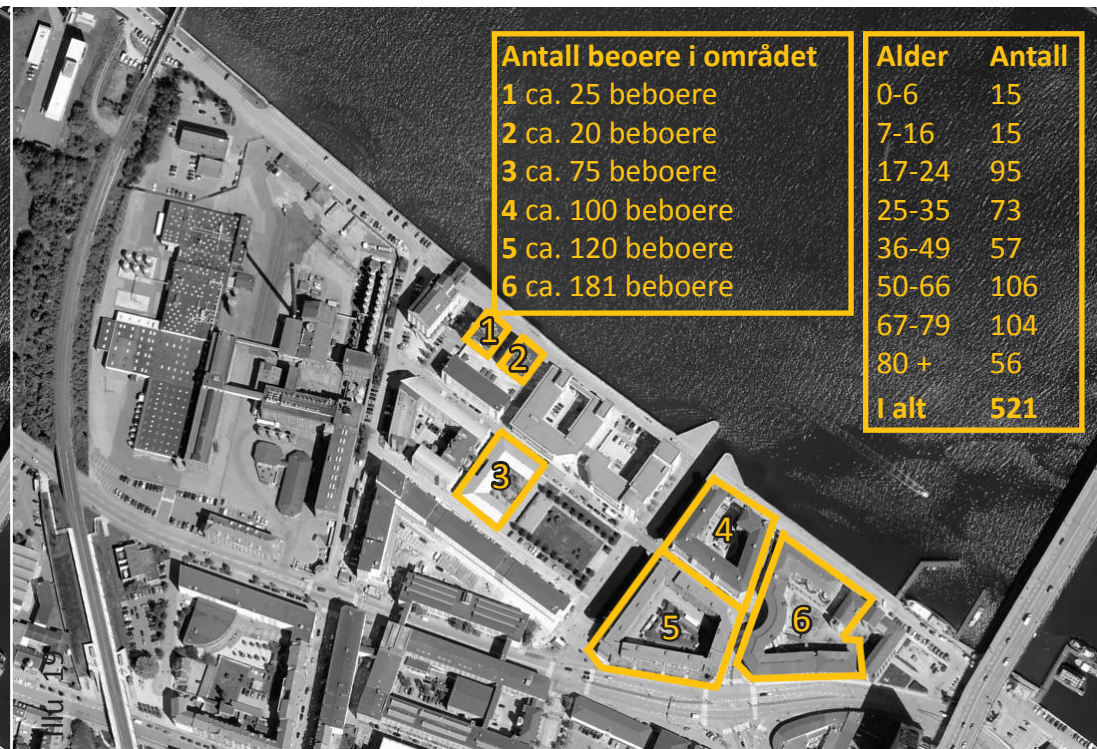 Antall beoere i området
1 ca. 25 beboere
2 ca. 20 beboere
3 ca. 75 beboere
4 ca. 100 beboere
5 ca. 120 beboere
6 ca. 181 beboere
Alder Antall
0-6 15
7-16 15
17-24 95
25-35 73
36-49 57
50-66 106
67-79 104
80 + 56
I alt 521
1
2
3
4
5
6
Illu. 19